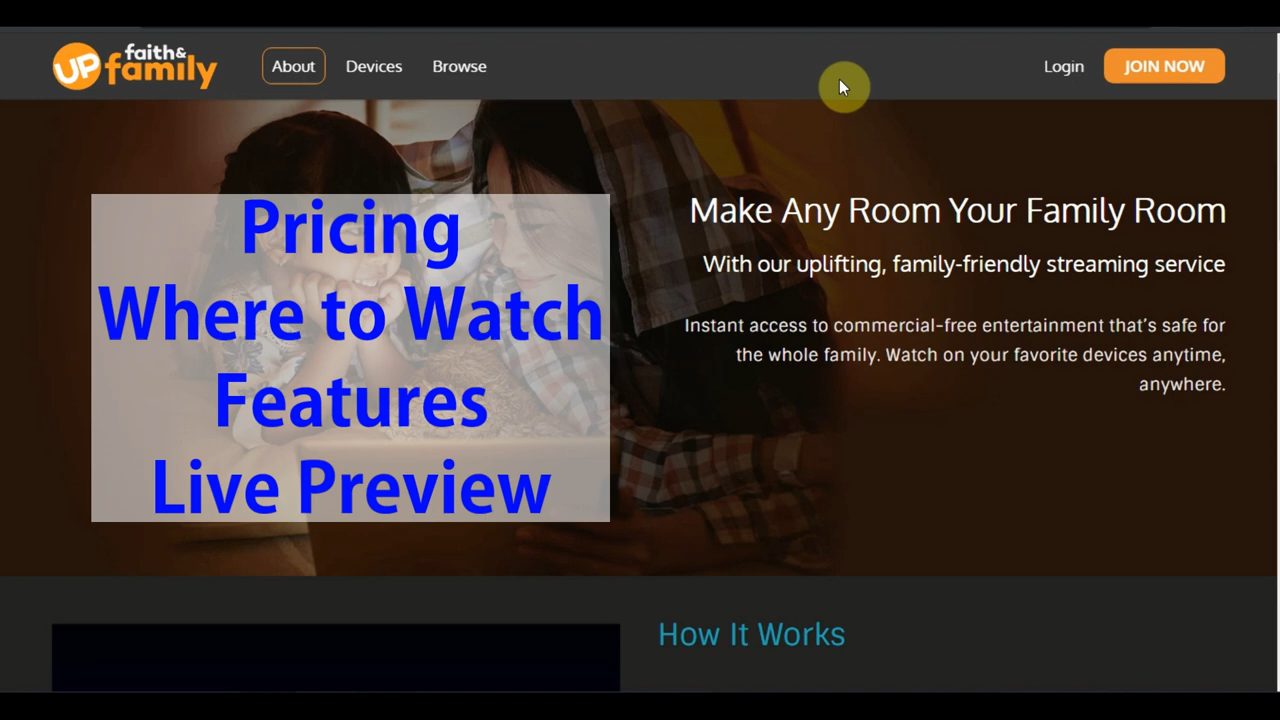 UP faith&
family
About
Devices
Browse
Login
JOIN NOW
Pricing
Where to Watch
Features
Live Preview
Make Any Room Your Family Room
With our uplifting, family-friendly streaming service
Instant access to commercial-free entertainment that's safe for
the whole family. Watch on your favorite devices anytime,
anywhere.
How It Works